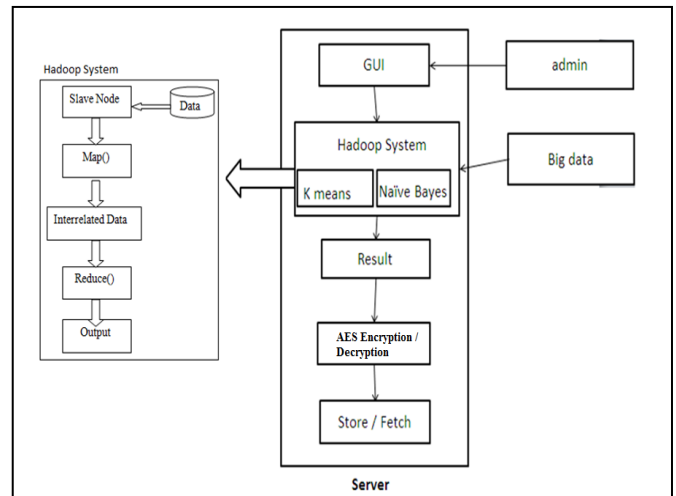 Hadoop System
Slave Node
Data
Map()
Interrelated Data
Reduce()
Output
GUI
admin
Hadoop System
K means
Naïve Bayes
Big data
Result
AES Encryption /
Decryption
Store / Fetch
Server